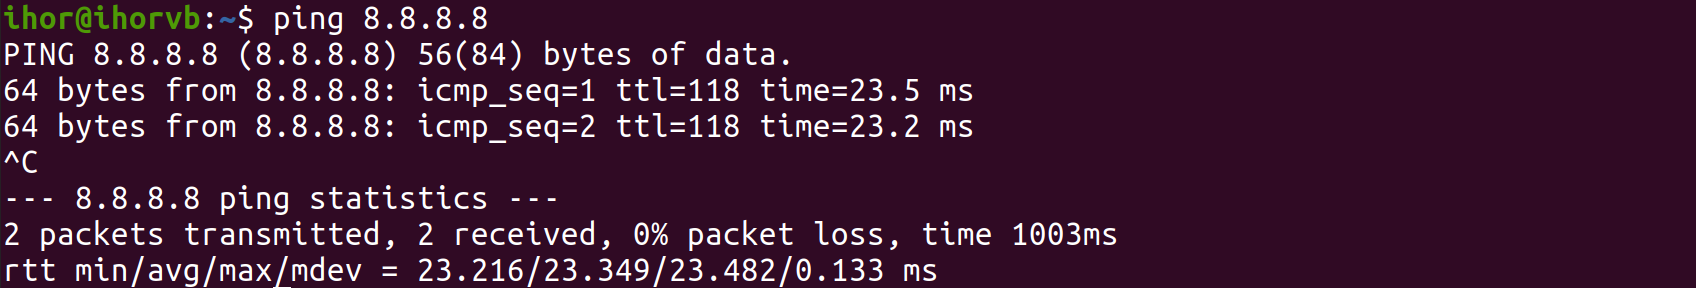 ihor@ihorvb:~$ ping 8.8.8.8
PING 8.8.8.8 (8.8.8.8) 56(84) bytes of data.
64 bytes from 8.8.8.8: icmp_seq=1 ttl=118 time=23.5 ms
64 bytes from 8.8.8.8: icmp_seq=2 ttl=118 time=23.2 ms
^C
--- 8.8.8.8 ping statistics ---
2 packets transmitted, 2 received, 0% packet loss, time 1003ms
rtt min/avg/max/mdev = 23.216/23.349/23.482/0.133 ms